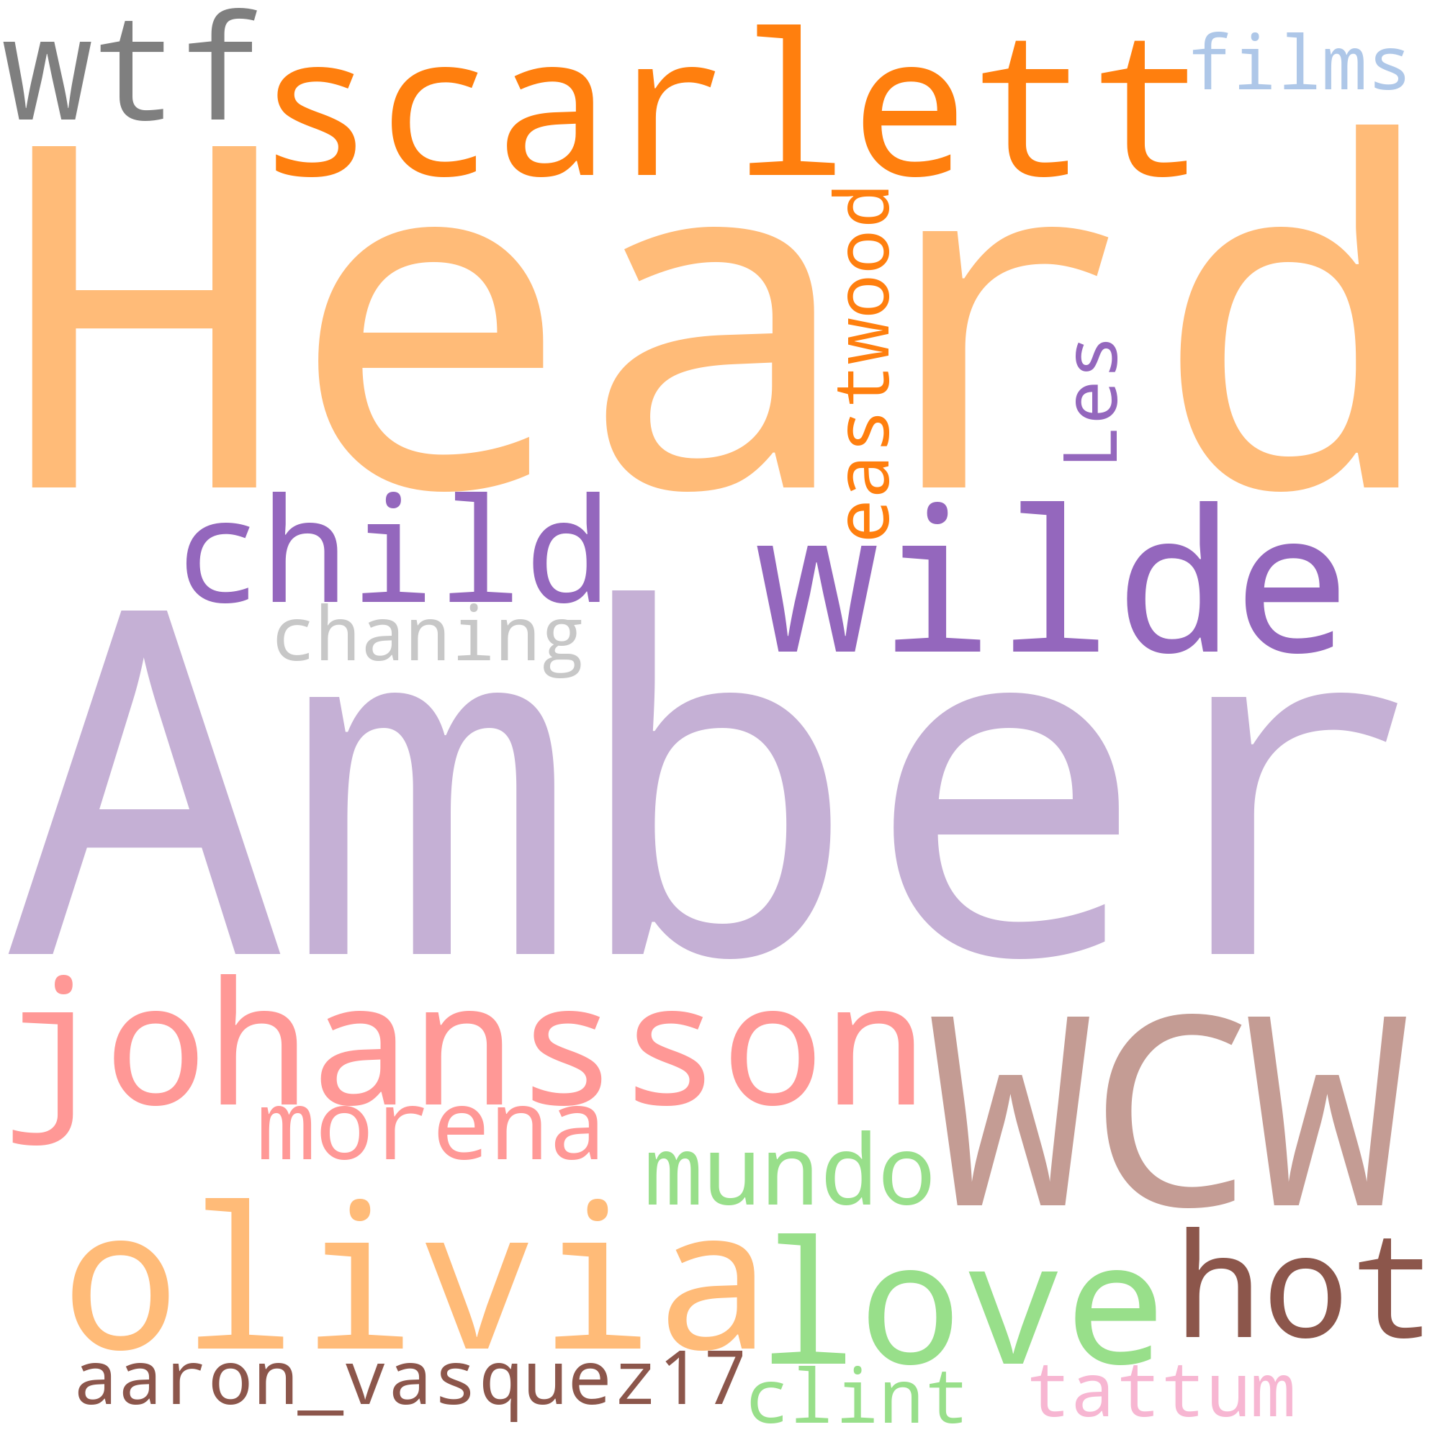 wtf scarlett films
Heard
eastwood
Les
child wilde
chaning
Amber
johansson WCW
morena
mundo
olivia love hot
aaron_vasquez17 clint tattum